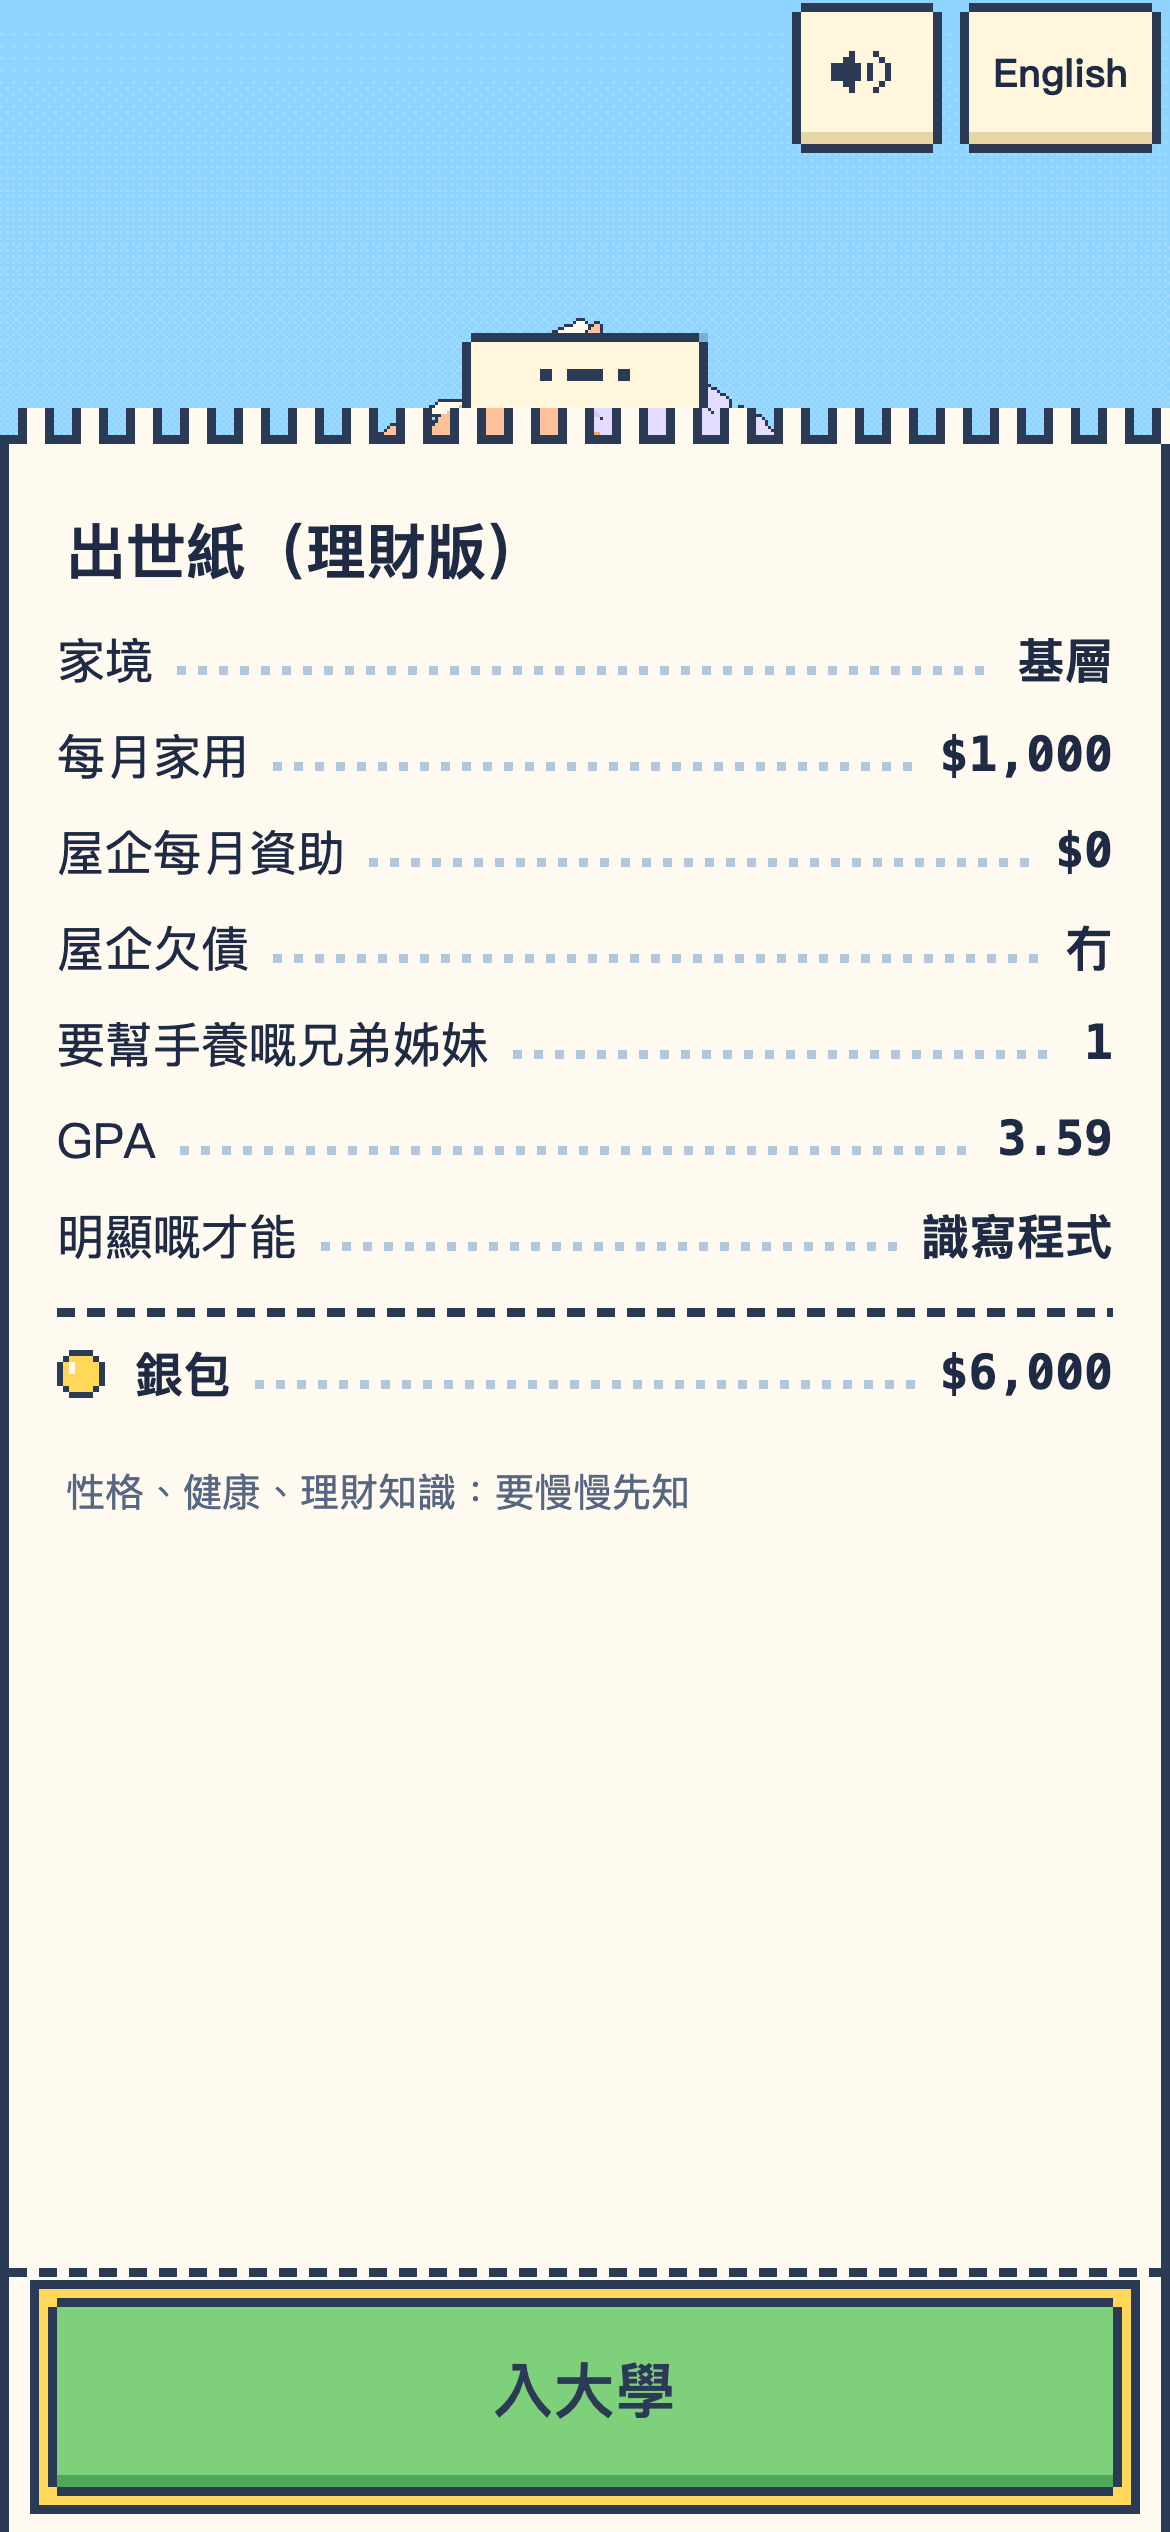 English
出世紙（理財版）
家境 基層
每月家用 $1,000
屋企每月資助 $0
屋企欠債 冇
要幫手養嘅兄弟姊妹 1
GPA 3.59
明顯嘅才能 識寫程式
銀包 $6,000
性格、健康、理財知識：要慢慢先知
入大學